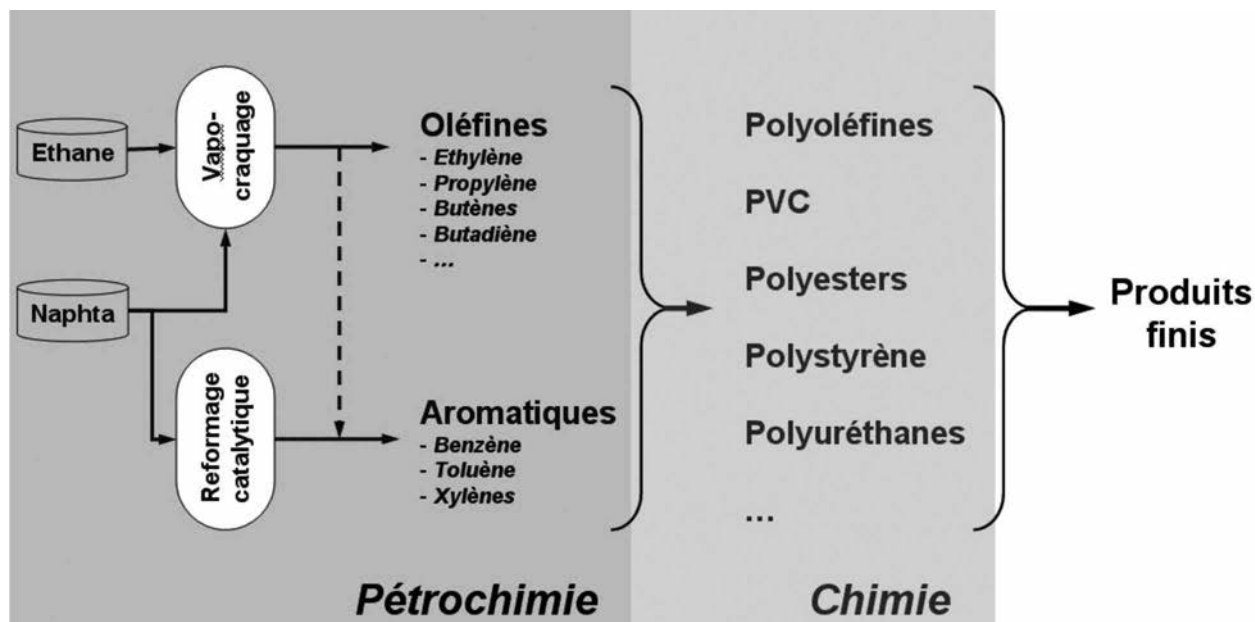 Ethane
Vapo-
craquage
Oléfines
- Ethylène
- Propylène
- Butènes
- Butadiène
- ...
Naphta
Reformage
catalytique
Aromatiques
- Benzène
- Toluène
- Xylènes
Pétrochimie
Polyoléfines
PVC
Polyesters
Polystyrène
Polyuréthanes
...
Chimie
Produits
finis